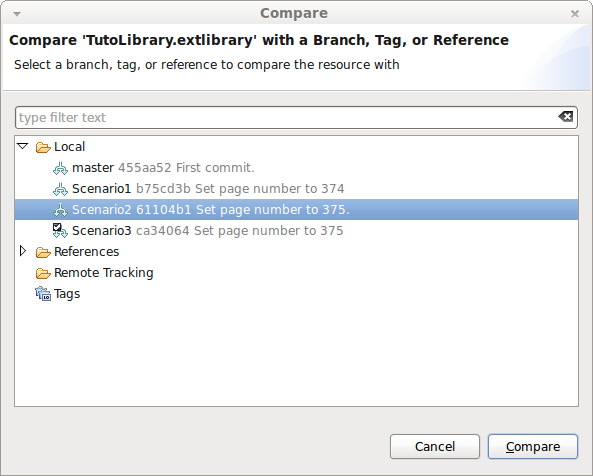 Compare
Compare 'TutoLibrary.extlibrary' with a Branch, Tag, or Reference
Select a branch, tag, or reference to compare the resource with
type filter text
Local
master 455aa52 First commit.
Scenario1 b75cd3b Set page number to 374
Scenario2 61104b1 Set page number to 375.
Scenario3 ca34064 Set page number to 375
References
Remote Tracking
Tags
Cancel Compare